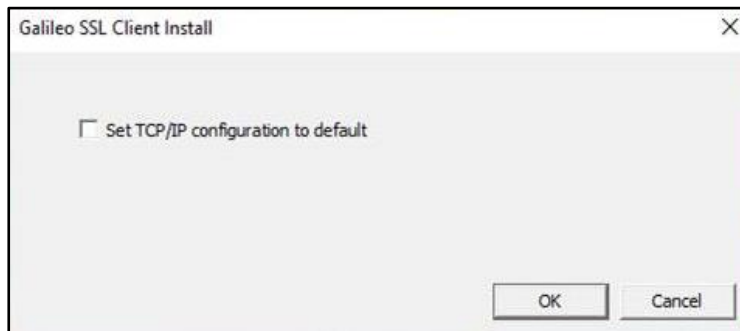 Galileo SSL Client Install
Set TCP/IP configuration to default
OK
Cancel